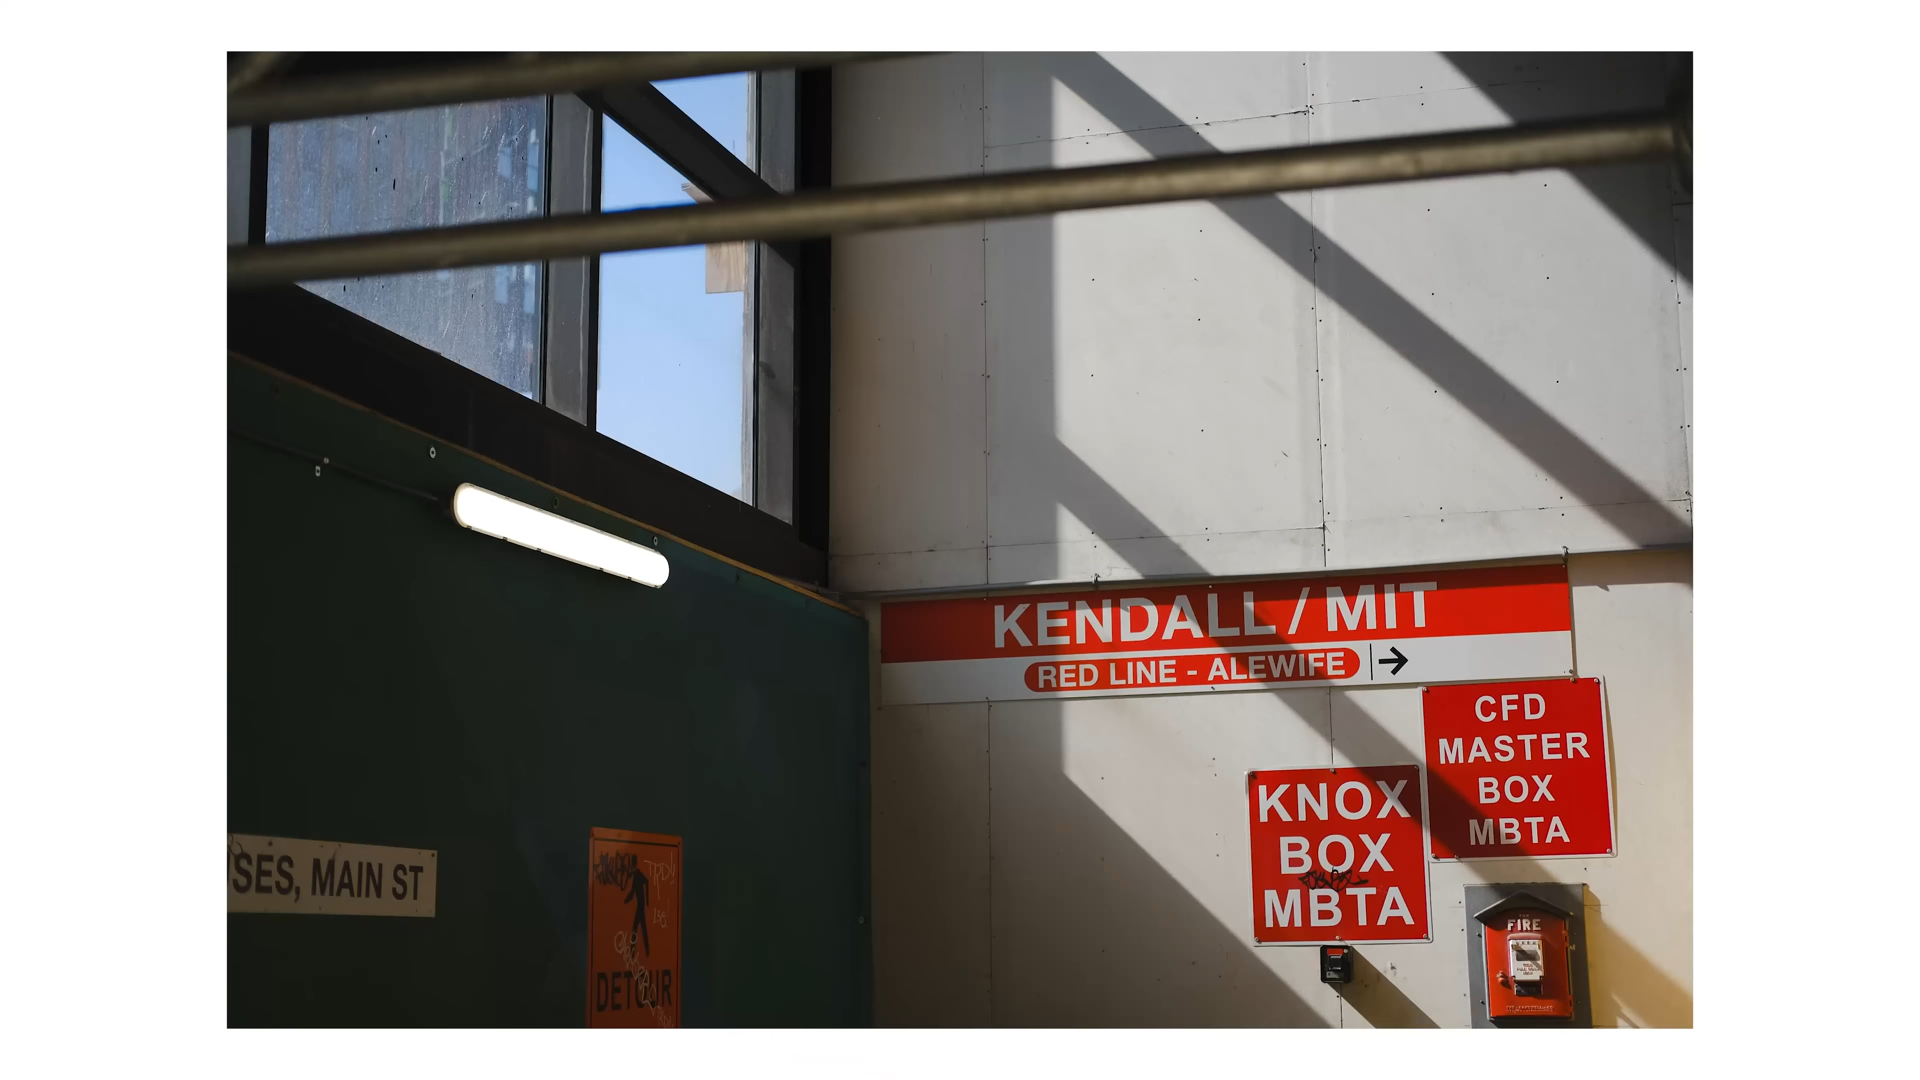 KENDALL / MIT
RED LINE - ALEWIFE
CFD
MASTER
BOX
MBTA
KNOX
BOX
MBTA
SES, MAIN ST
DETOUR
FIRE